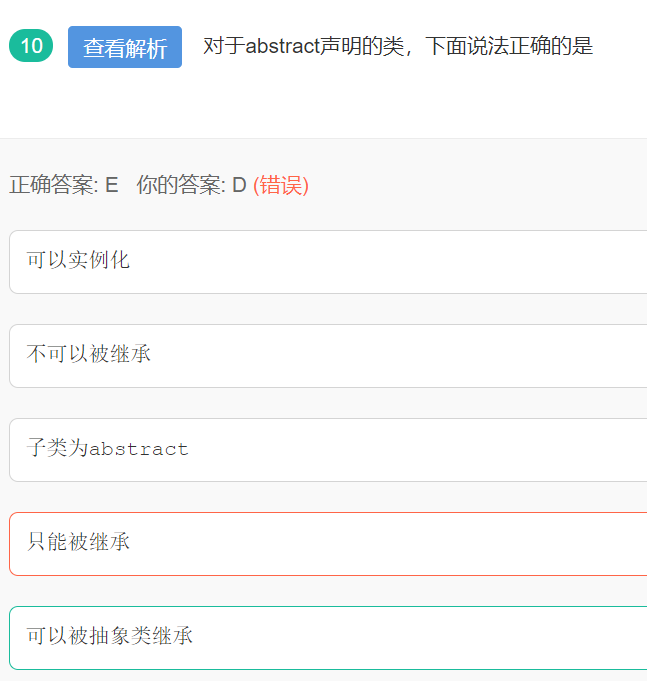 10 查看解析 对于abstract声明的类，下面说法正确的是
正确答案: E 你的答案: D (错误)
可以实例化
不可以被继承
子类为abstract
只能被继承
可以被抽象类继承